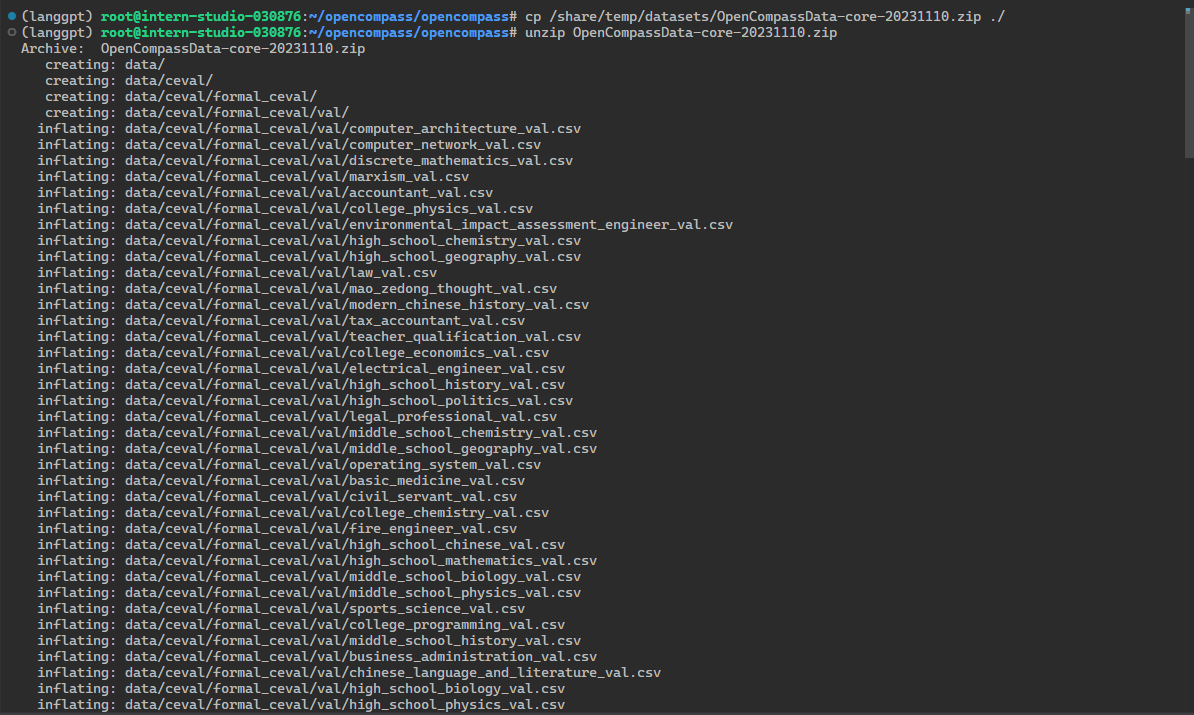 (langgpt) root@intern-studio-030876:~/opencompass/opencompass# cp /share/temp/datasets/OpenCompassData-core-20231110.zip ./
(langgpt) root@intern-studio-030876:~/opencompass/opencompass# unzip OpenCompassData-core-20231110.zip
Archive:  OpenCompassData-core-20231110.zip
   creating: data/
   creating: data/ceval/
   creating: data/ceval/formal_ceval/
   creating: data/ceval/formal_ceval/val/
  inflating: data/ceval/formal_ceval/val/computer_architecture_val.csv
  inflating: data/ceval/formal_ceval/val/computer_network_val.csv
  inflating: data/ceval/formal_ceval/val/discrete_mathematics_val.csv
  inflating: data/ceval/formal_ceval/val/marxism_val.csv
  inflating: data/ceval/formal_ceval/val/accountant_val.csv
  inflating: data/ceval/formal_ceval/val/college_physics_val.csv
  inflating: data/ceval/formal_ceval/val/environmental_impact_assessment_engineer_val.csv
  inflating: data/ceval/formal_ceval/val/high_school_chemistry_val.csv
  inflating: data/ceval/formal_ceval/val/high_school_geography_val.csv
  inflating: data/ceval/formal_ceval/val/law_val.csv
  inflating: data/ceval/formal_ceval/val/mao_zedong_thought_val.csv
  inflating: data/ceval/formal_ceval/val/modern_chinese_history_val.csv
  inflating: data/ceval/formal_ceval/val/tax_accountant_val.csv
  inflating: data/ceval/formal_ceval/val/teacher_qualification_val.csv
  inflating: data/ceval/formal_ceval/val/college_economics_val.csv
  inflating: data/ceval/formal_ceval/val/electrical_engineer_val.csv
  inflating: data/ceval/formal_ceval/val/high_school_history_val.csv
  inflating: data/ceval/formal_ceval/val/high_school_politics_val.csv
  inflating: data/ceval/formal_ceval/val/legal_professional_val.csv
  inflating: data/ceval/formal_ceval/val/middle_school_chemistry_val.csv
  inflating: data/ceval/formal_ceval/val/middle_school_geography_val.csv
  inflating: data/ceval/formal_ceval/val/operating_system_val.csv
  inflating: data/ceval/formal_ceval/val/basic_medicine_val.csv
  inflating: data/ceval/formal_ceval/val/civil_servant_val.csv
  inflating: data/ceval/formal_ceval/val/college_chemistry_val.csv
  inflating: data/ceval/formal_ceval/val/fire_engineer_val.csv
  inflating: data/ceval/formal_ceval/val/high_school_chinese_val.csv
  inflating: data/ceval/formal_ceval/val/high_school_mathematics_val.csv
  inflating: data/ceval/formal_ceval/val/middle_school_biology_val.csv
  inflating: data/ceval/formal_ceval/val/middle_school_physics_val.csv
  inflating: data/ceval/formal_ceval/val/sports_science_val.csv
  inflating: data/ceval/formal_ceval/val/college_programming_val.csv
  inflating: data/ceval/formal_ceval/val/middle_school_history_val.csv
  inflating: data/ceval/formal_ceval/val/business_administration_val.csv
  inflating: data/ceval/formal_ceval/val/chinese_language_and_literature_val.csv
  inflating: data/ceval/formal_ceval/val/high_school_biology_val.csv
  inflating: data/ceval/formal_ceval/val/high_school_physics_val.csv